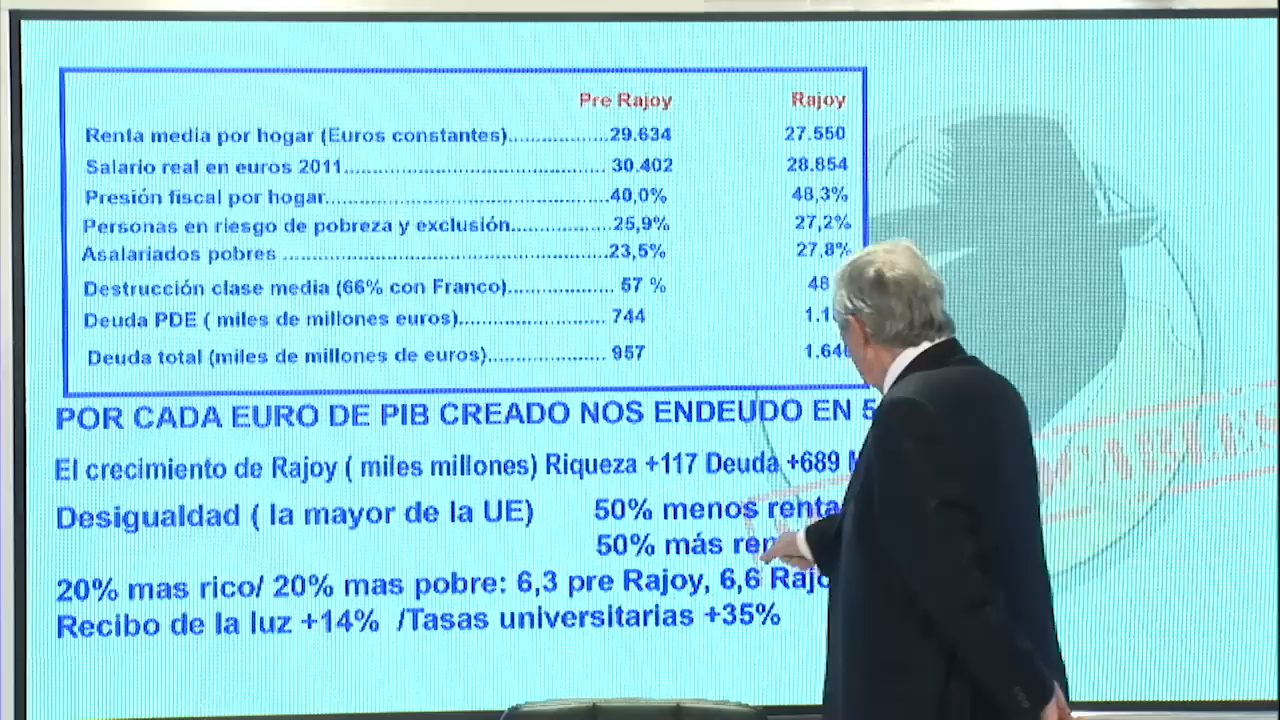 Pre Rajoy Rajoy
Renta media por hogar (Euros constantes)..................29.634 27.550
Salario real en euros 2011............................................... 30.402 28.854
Presión fiscal por hogar..................................................40,0% 48,3%
Personas en riesgo de pobreza y exclusión..................25,9% 27,2%
Asalariados pobres .........................................................23,5% 27,8%
Destrucción clase media (66% con Franco)................... 57 % 48
Deuda PDE ( miles de millones euros)........................... 744
Deuda total (miles de millones de euros)..................... 957
POR CADA EURO DE PIB CREADO NOS ENDEUDO EN
El crecimiento de Rajoy ( miles millones) Riqueza +117 Deuda +689
Desigualdad ( la mayor de la UE) 50% menos renta
50% más
20% mas rico/ 20% mas pobre: 6,3 pre Rajoy, 6,6
Recibo de la luz +14% /Tasas universitarias +35%